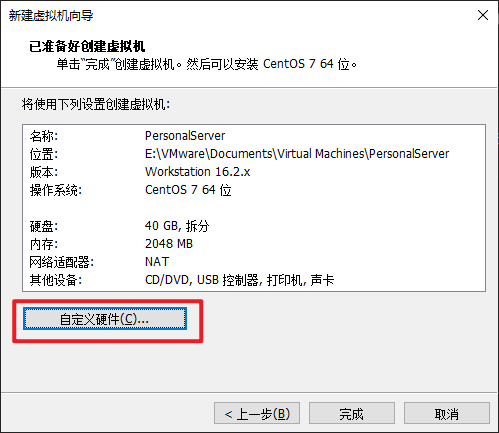 新建虚拟机向导
已准备好创建虚拟机
单击“完成”创建虚拟机。然后可以安装 CentOS 7 64 位。
将使用下列设置创建虚拟机:
名称: PersonalServer
位置: E:\VMware\Documents\Virtual Machines\PersonalServer
版本: Workstation 16.2.x
操作系统: CentOS 7 64 位
硬盘: 40 GB, 拆分
内存: 2048 MB
网络适配器: NAT
其他设备: CD/DVD, USB 控制器, 打印机, 声卡
自定义硬件(C)...
< 上一步(B) 完成 取消